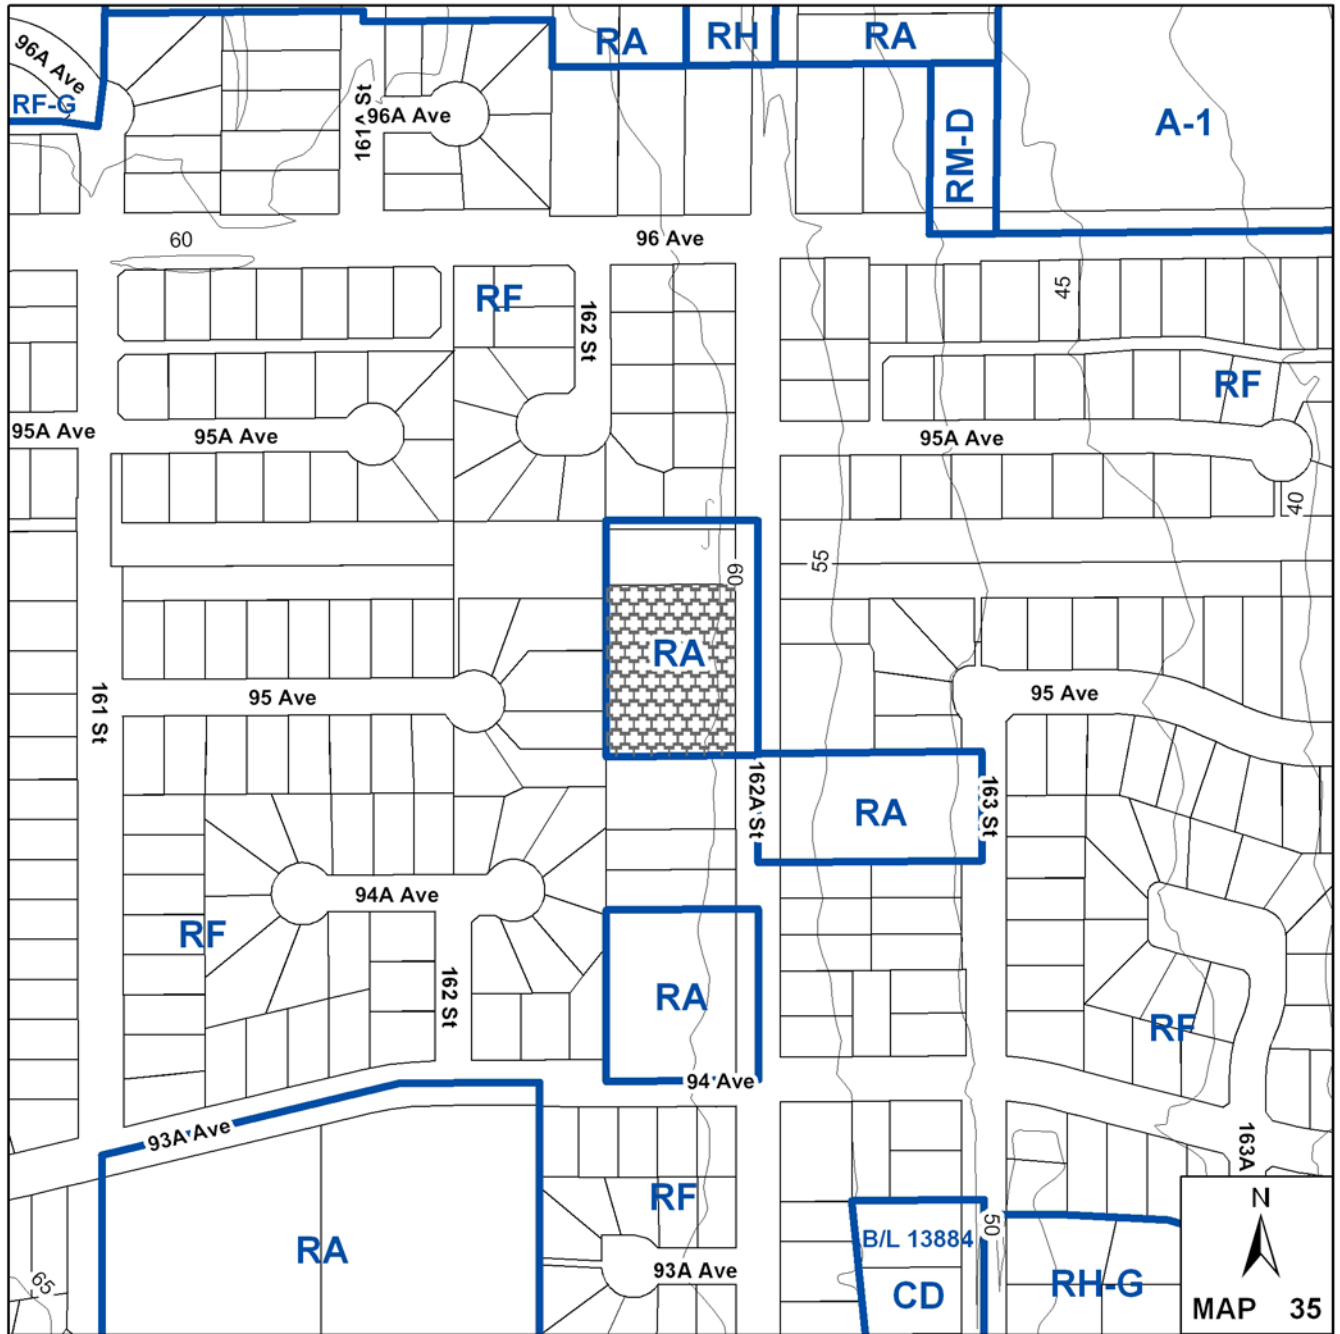 RA
RH
RA
96A Ave
RF-G
161A St
96A Ave
RM-D
A-1
60
96 Ave
45
RF
162 St
RF
95A Ave
95A Ave
95A Ave
40
55
60
RA
161 St
95 Ave
95 Ave
162A St
RA
163 St
94A Ave
RF
162 St
RA
RF
94 Ave
93A Ave
163A
RF
B/L 13884
50
N
65
RA
93A Ave
CD
RH-G
MAP 35